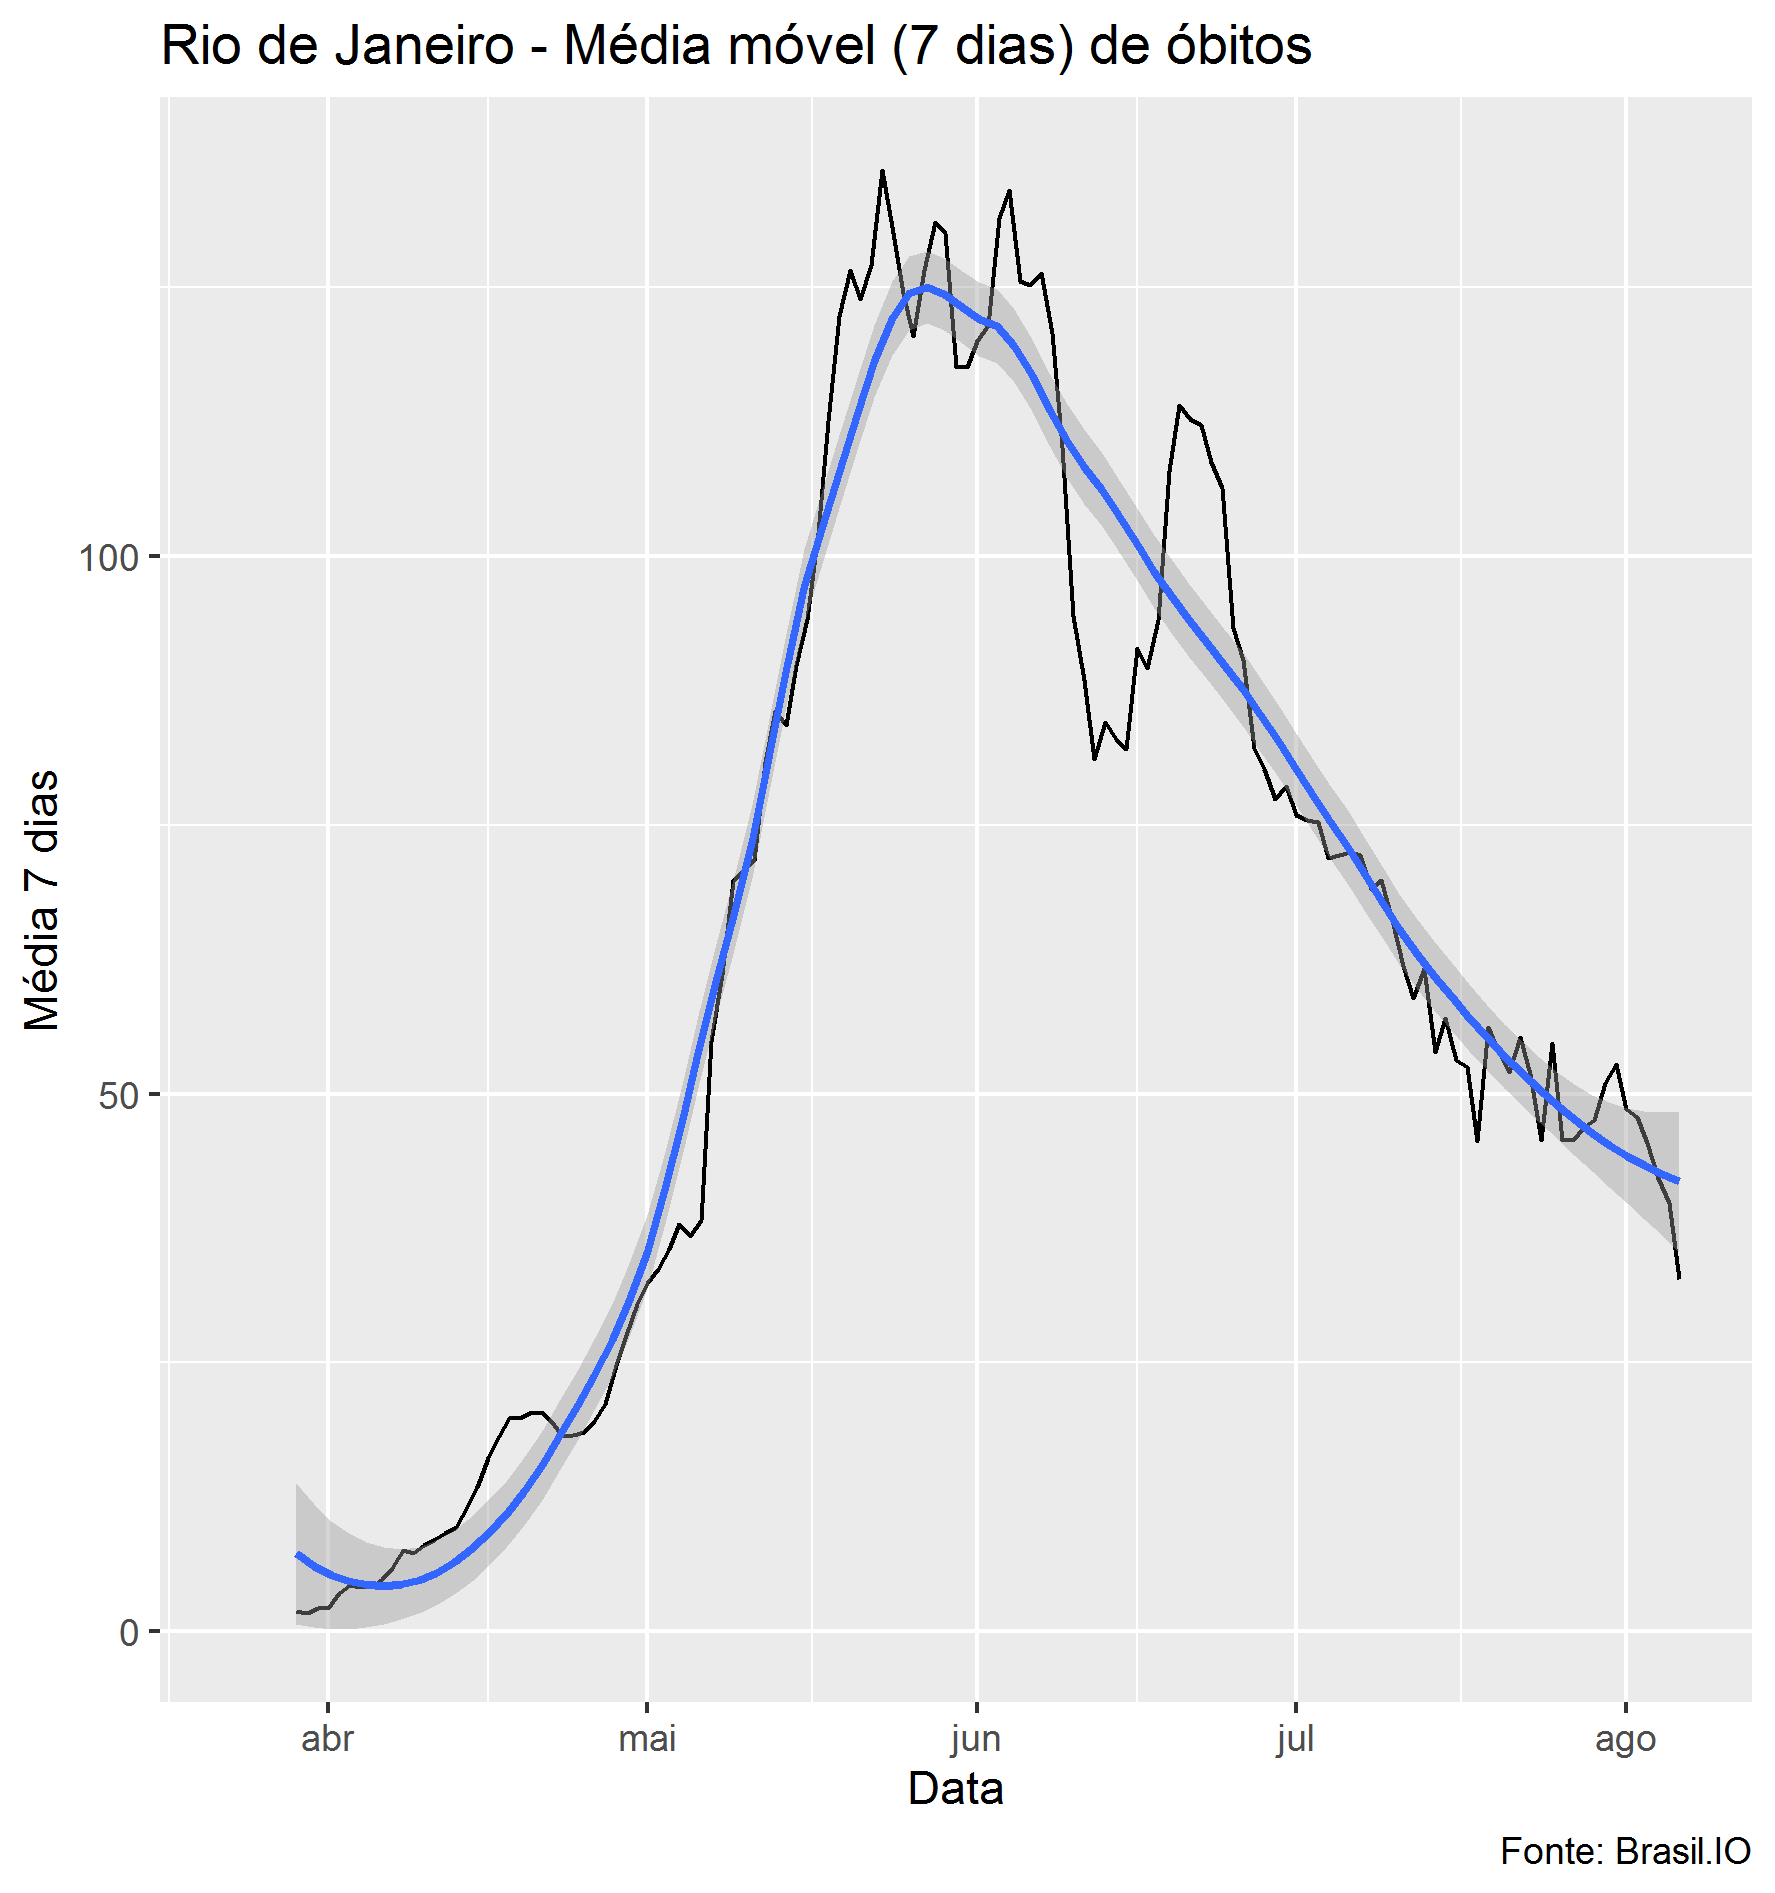 Rio de Janeiro - Média móvel (7 dias) de óbitos
Média 7 dias
100
50
0
abr mai jun jul ago
Data
Fonte: Brasil.IO